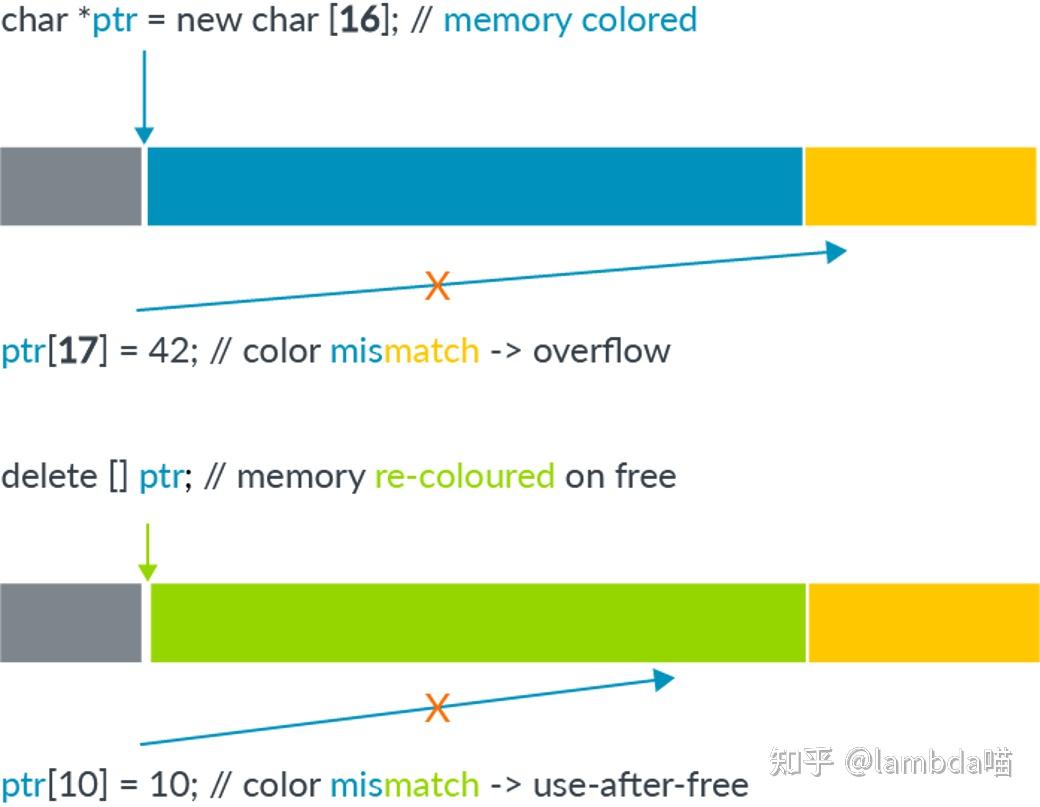 char *ptr = new char [16]; // memory colored
X
ptr[17] = 42; // color mismatch -> overflow
delete [] ptr; // memory re-coloured on free
X
ptr[10] = 10; // color mismatch -> use-after-free
知乎 @lambda喵